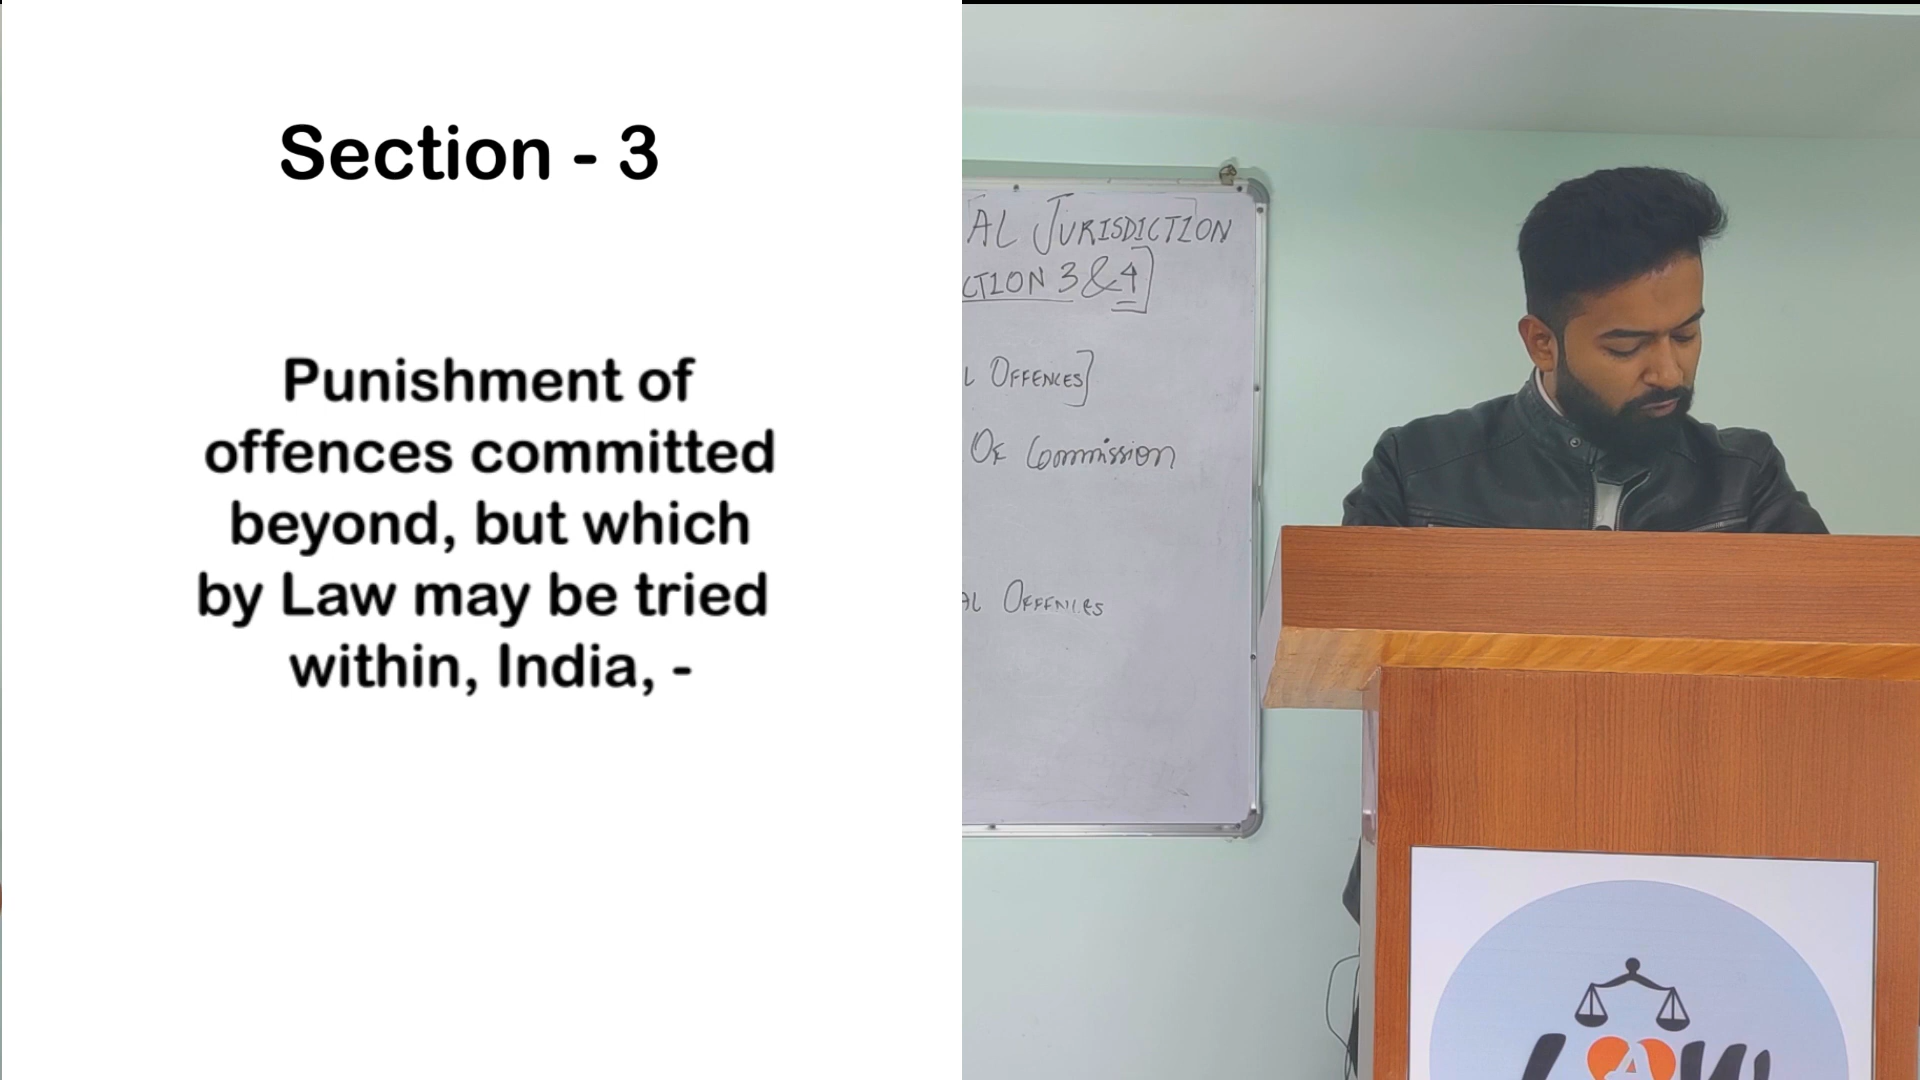 Section - 3
Punishment of
offences committed
beyond, but which
by Law may be tried
within, India, -
AL JURISDICTION
CTION 3 & 4]
L OFFENCES]
OF Commission
AL OFFENCES
LAW